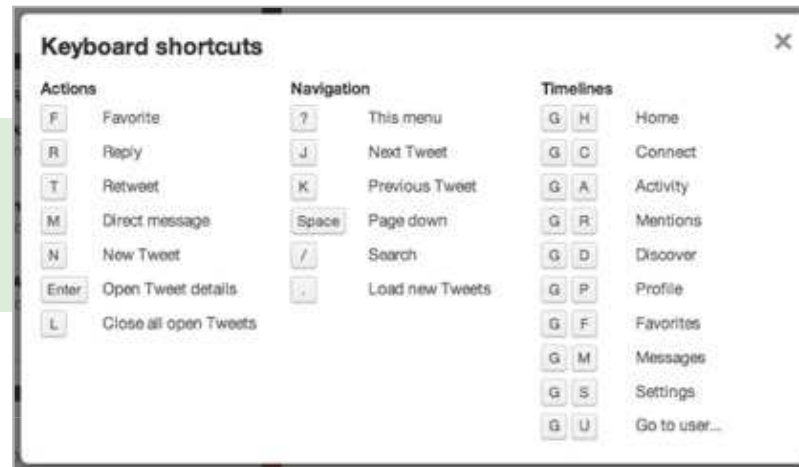 Keyboard shortcuts
Actions
F Favorite
R Reply
T Retweet
M Direct message
N New Tweet
Enter Open Tweet details
L Close all open Tweets
Navigation
? This menu
J Next Tweet
K Previous Tweet
Space Page down
/ Search
. Load new Tweets
Timelines
G H Home
G C Connect
G A Activity
G R Mentions
G D Discover
G P Profile
G F Favorites
G M Messages
G S Settings
G U Go to user...